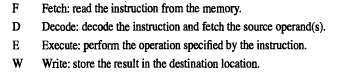 F Fetch: read the instruction from the memory.
D Decode: decode the instruction and fetch the source operand(s).
E Execute: perform the operation specified by the instruction.
W Write: store the result in the destination location.